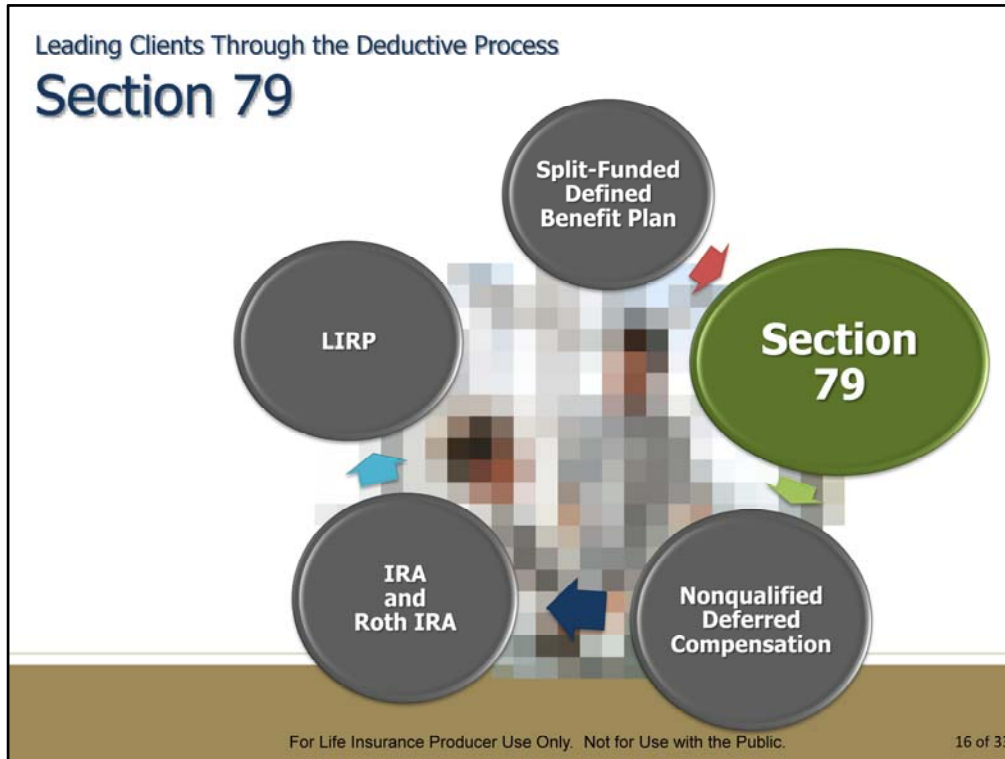 Leading Clients Through the Deductive Process
Section 79
Split-Funded
Defined
Benefit Plan
Section
79
Nonqualified
Deferred
Compensation
IRA
and
Roth IRA
LIRP
For Life Insurance Producer Use Only.  Not for Use with the Public.
16 of 33